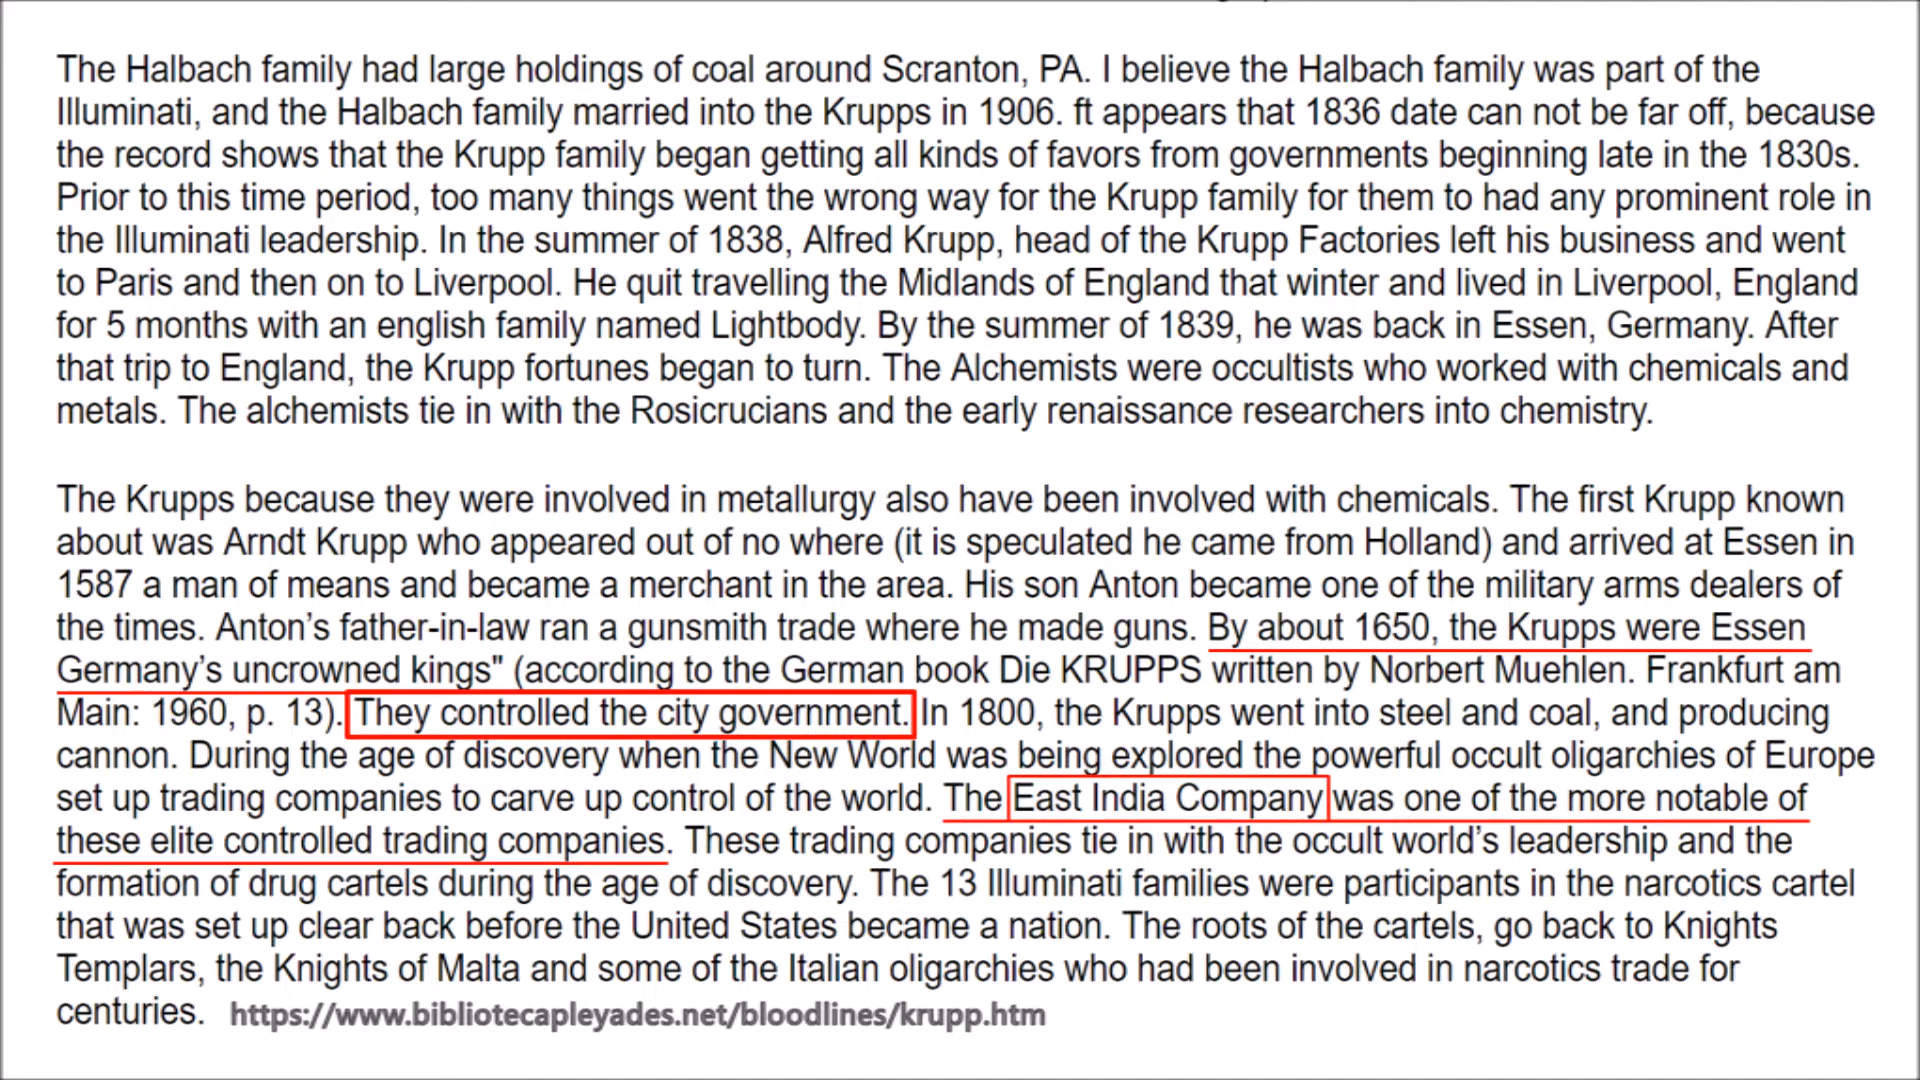 The Halbach family had large holdings of coal around Scranton, PA. I believe the Halbach family was part of the
Illuminati, and the Halbach family married into the Krupps in 1906. ft appears that 1836 date can not be far off, because
the record shows that the Krupp family began getting all kinds of favors from governments beginning late in the 1830s.
Prior to this time period, too many things went the wrong way for the Krupp family for them to had any prominent role in
the Illuminati leadership. In the summer of 1838, Alfred Krupp, head of the Krupp Factories left his business and went
to Paris and then on to Liverpool. He quit travelling the Midlands of England that winter and lived in Liverpool, England
for 5 months with an english family named Lightbody. By the summer of 1839, he was back in Essen, Germany. After
that trip to England, the Krupp fortunes began to turn. The Alchemists were occultists who worked with chemicals and
metals. The alchemists tie in with the Rosicrucians and the early renaissance researchers into chemistry.
The Krupps because they were involved in metallurgy also have been involved with chemicals. The first Krupp known
about was Arndt Krupp who appeared out of no where (it is speculated he came from Holland) and arrived at Essen in
1587 a man of means and became a merchant in the area. His son Anton became one of the military arms dealers of
the times. Anton’s father-in-law ran a gunsmith trade where he made guns. By about 1650, the Krupps were Essen
Germany’s uncrowned kings" (according to the German book Die KRUPPS written by Norbert Muehlen. Frankfurt am
Main: 1960, p. 13). They controlled the city government. In 1800, the Krupps went into steel and coal, and producing
cannon. During the age of discovery when the New World was being explored the powerful occult oligarchies of Europe
set up trading companies to carve up control of the world. The East India Company was one of the more notable of
these elite controlled trading companies. These trading companies tie in with the occult world’s leadership and the
formation of drug cartels during the age of discovery. The 13 Illuminati families were participants in the narcotics cartel
that was set up clear back before the United States became a nation. The roots of the cartels, go back to Knights
Templars, the Knights of Malta and some of the Italian oligarchies who had been involved in narcotics trade for
centuries. https://www.bibliotecapleyades.net/bloodlines/krupp.htm